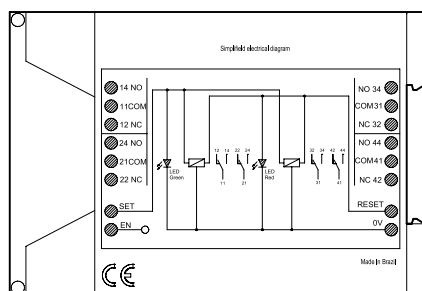 Simplifield electrical diagram
14 NO
11COM
12 NC
24 NO
21COM
22 NC
SET
EN
NO 34
COM31
NC 32
NO 44
COM41
NC 42
RESET
0V
LED
Green
12 14 22 24
11 21
LED
Red
32 34 42 44
31 41
Made in Brazil
CE